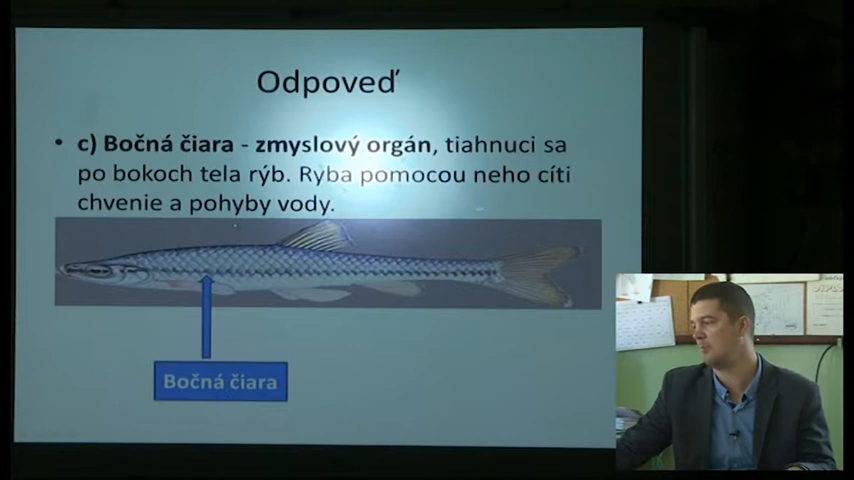 Odpoveď
• c) Bočná čiara - zmyslový orgán, tiahnuci sa
po bokoch tela rýb. Ryba pomocou neho cíti
chvenie a pohyby vody.
Bočná čiara